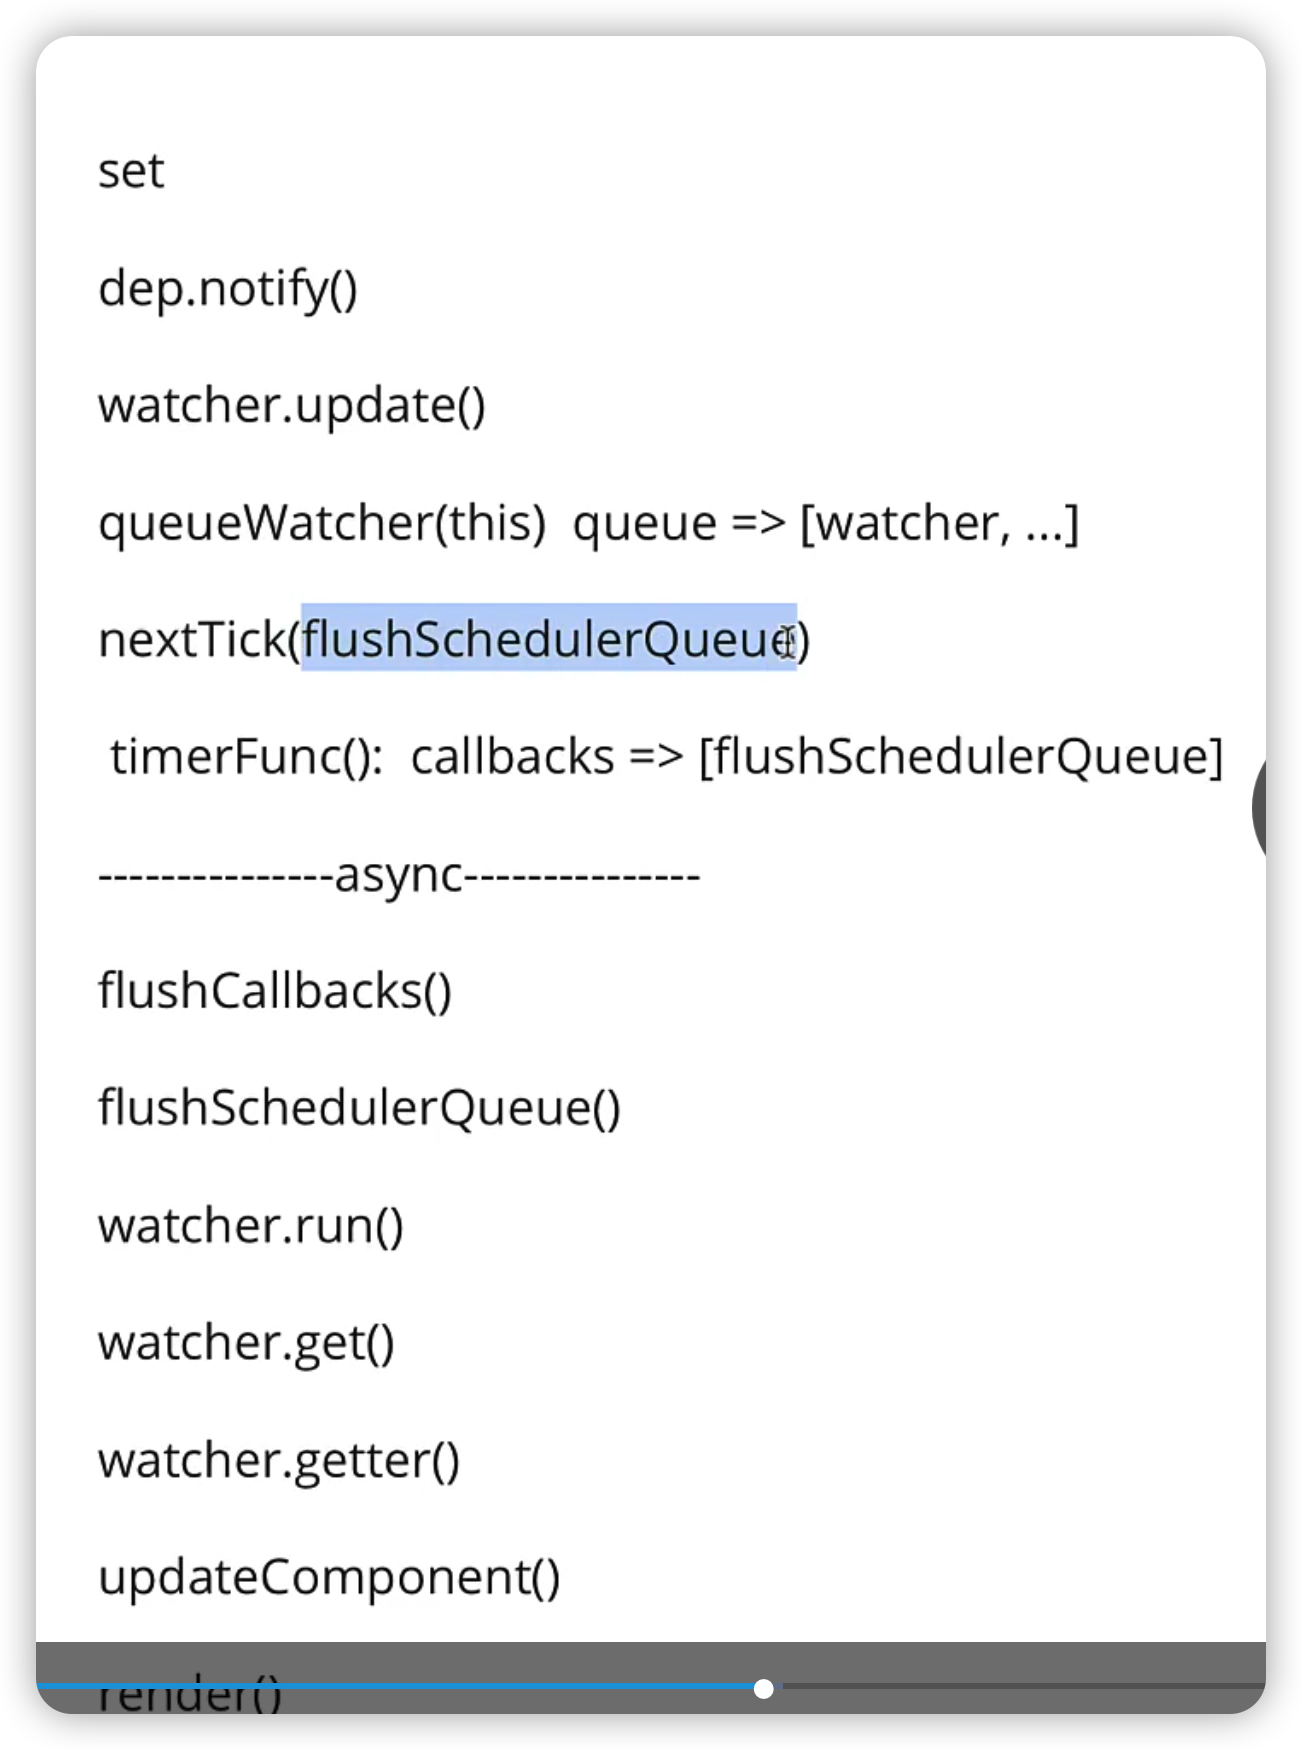 set
dep.notify()
watcher.update()
queueWatcher(this)  queue => [watcher, ...]
nextTick(flushSchedulerQueue)
timerFunc():  callbacks => [flushSchedulerQueue]
---------------async---------------
flushCallbacks()
flushSchedulerQueue()
watcher.run()
watcher.get()
watcher.getter()
updateComponent()
render()